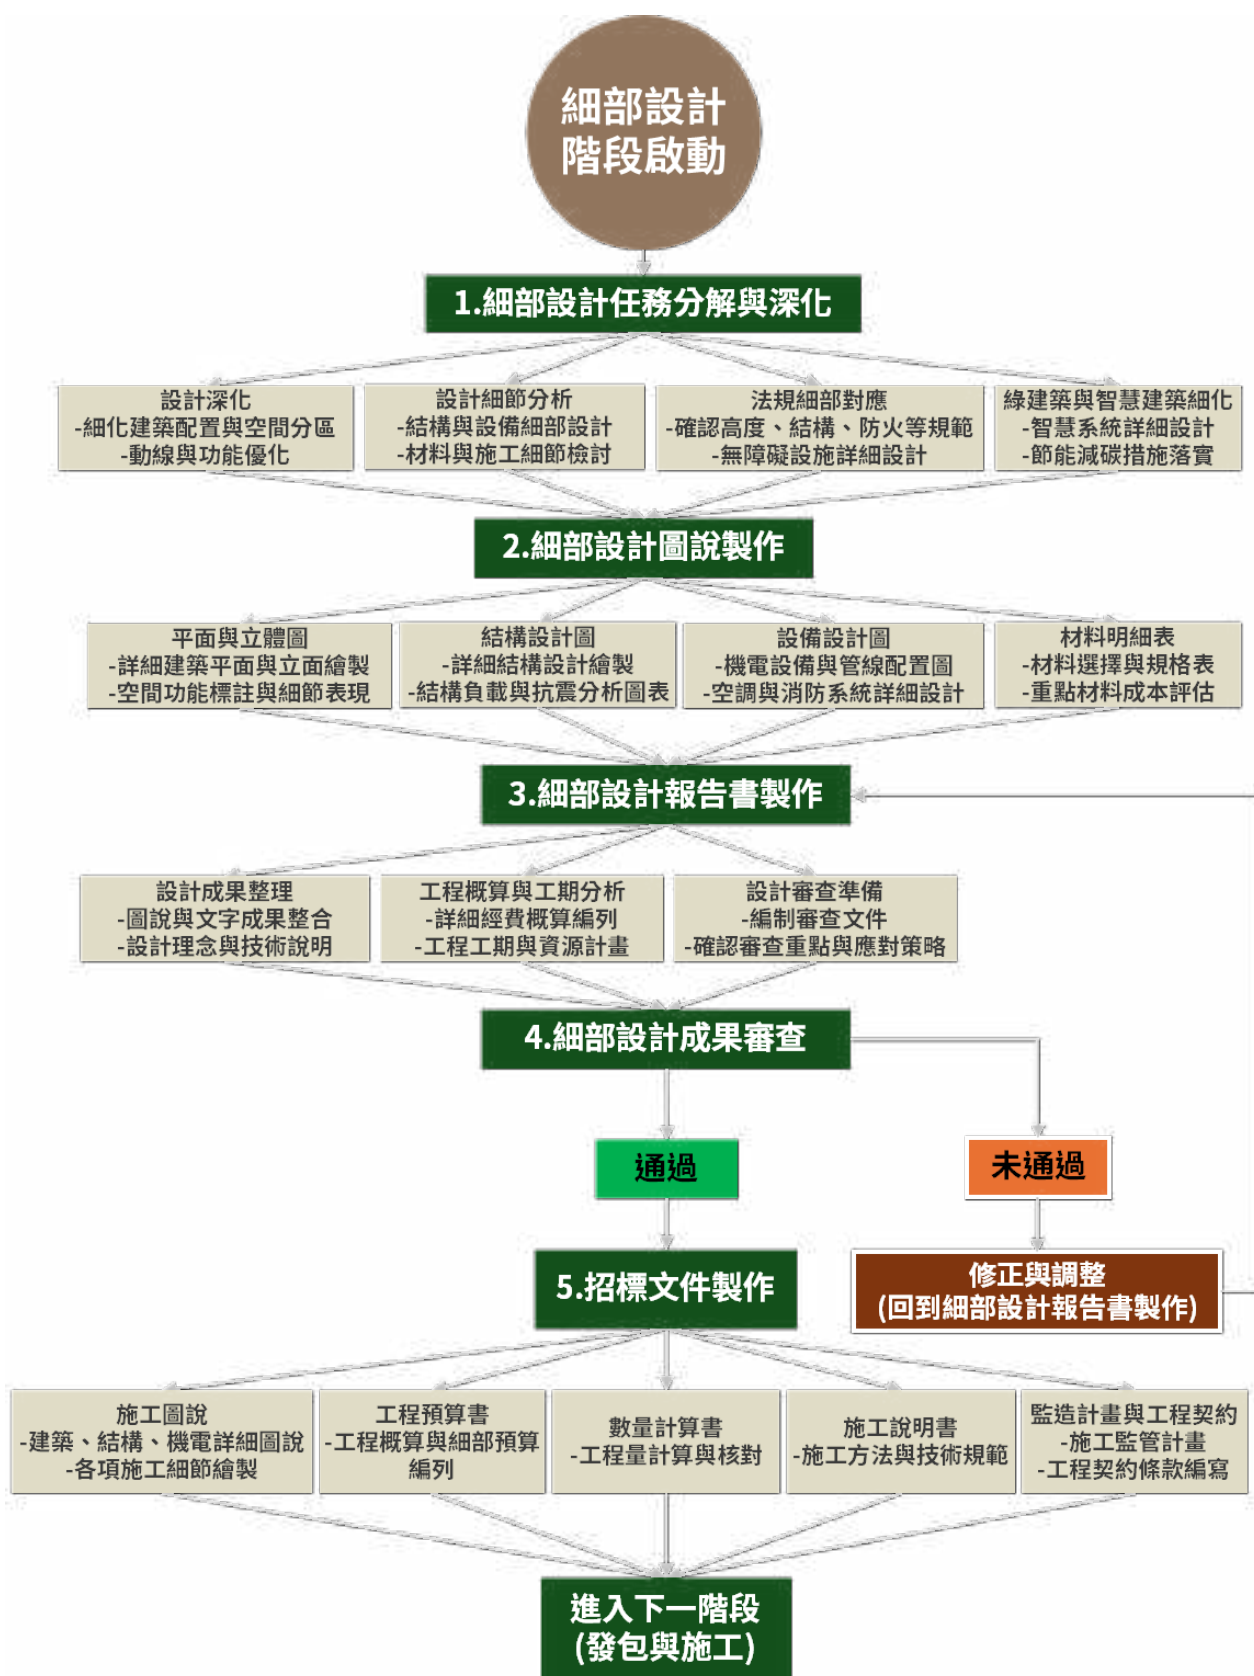 細部設計
階段啟動
1.細部設計任務分解與深化
設計深化
-細化建築配置與空間分區
-動線與功能優化
設計細節分析
-結構與設備細部設計
-材料與施工細節檢討
法規細部對應
-確認高度、結構、防火等規範
-無障礙設施詳細設計
綠建築與智慧建築細化
-智慧系統詳細設計
-節能減碳措施落實
2.細部設計圖說製作
平面與立體圖
-詳細建築平面與立面繪製
-空間功能標註與細節表現
結構設計圖
-詳細結構設計繪製
-結構負載與抗震分析圖表
設備設計圖
-機電設備與管線配置圖
-空調與消防系統詳細設計
材料明細表
-材料選擇與規格表
-重點材料成本評估
3.細部設計報告書製作
設計成果整理
-圖說與文字成果整合
-設計理念與技術說明
工程概算與工期分析
-詳細經費概算編列
-工程工期與資源計畫
設計審查準備
-編制審查文件
-確認審查重點與應對策略
4.細部設計成果審查
通過
未通過
5.招標文件製作
修正與調整
(回到細部設計報告書製作)
施工圖說
-建築、結構、機電詳細圖說
-各項施工細節繪製
工程預算書
-工程概算與細部預算
編列
數量計算書
-工程量計算與核對
施工說明書
-施工方法與技術規範
監造計畫與工程契約
-施工監管計畫
-工程契約條款編寫
進入下一階段
(發包與施工)